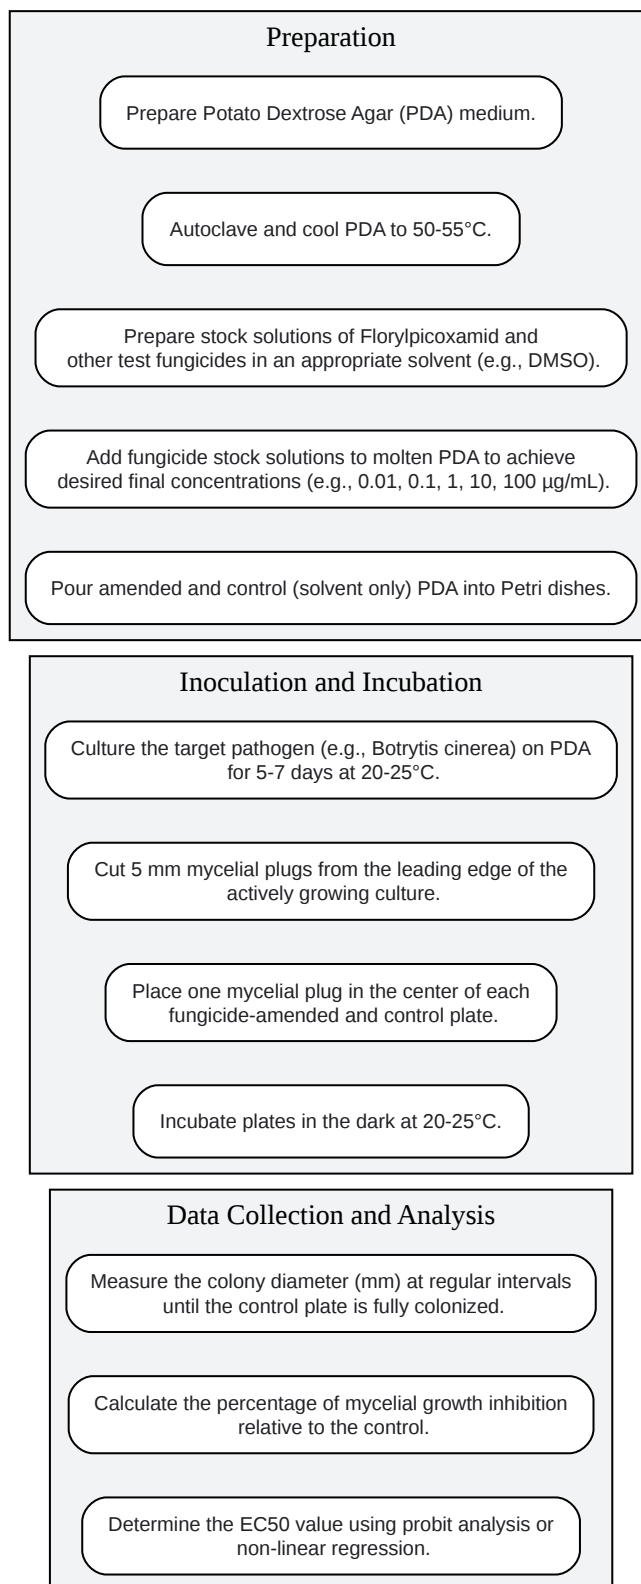 Preparation
Prepare Potato Dextrose Agar (PDA) medium.
Autoclave and cool PDA to 50-55°C.
Prepare stock solutions of Florylpicoxamid and
other test fungicides in an appropriate solvent (e.g., DMSO).
Add fungicide stock solutions to molten PDA to achieve
desired final concentrations (e.g., 0.01, 0.1, 1, 10, 100 µg/mL).
Pour amended and control (solvent only) PDA into Petri dishes.
Inoculation and Incubation
Culture the target pathogen (e.g., Botrytis cinerea) on PDA
for 5-7 days at 20-25°C.
Cut 5 mm mycelial plugs from the leading edge of the
actively growing culture.
Place one mycelial plug in the center of each
fungicide-amended and control plate.
Incubate plates in the dark at 20-25°C.
Data Collection and Analysis
Measure the colony diameter (mm) at regular intervals
until the control plate is fully colonized.
Calculate the percentage of mycelial growth inhibition
relative to the control.
Determine the EC50 value using probit analysis or
non-linear regression.